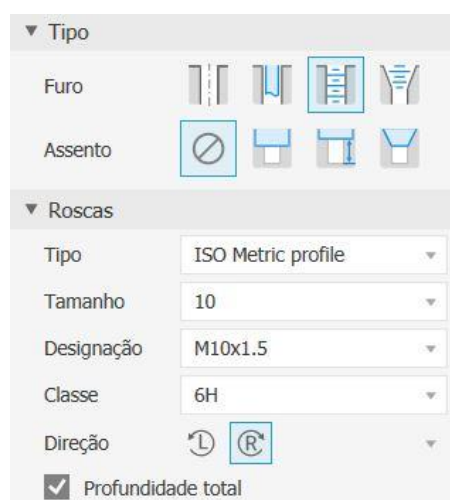 Tipo
Furo
Assento
Roscas
Tipo ISO Metric profile
Tamanho 10
Designação M10x1.5
Classe 6H
Direção L R
Profundidade total